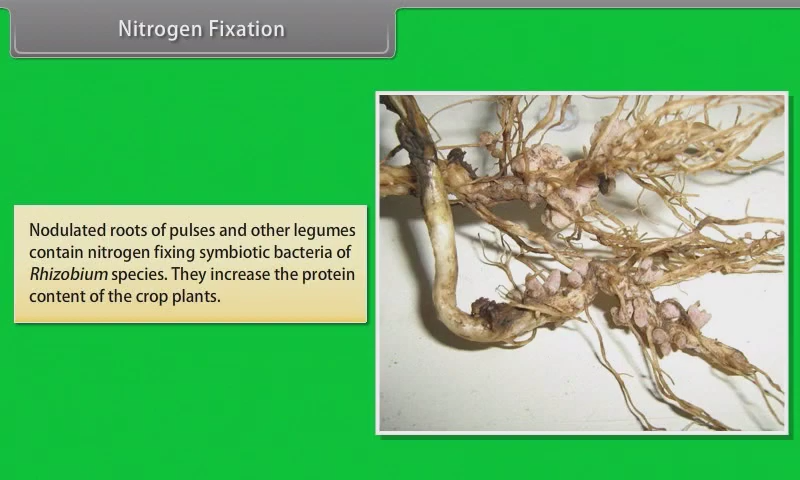 Nitrogen Fixation
Nodulated roots of pulses and other legumes
contain nitrogen fixing symbiotic bacteria of
Rhizobium species. They increase the protein
content of the crop plants.